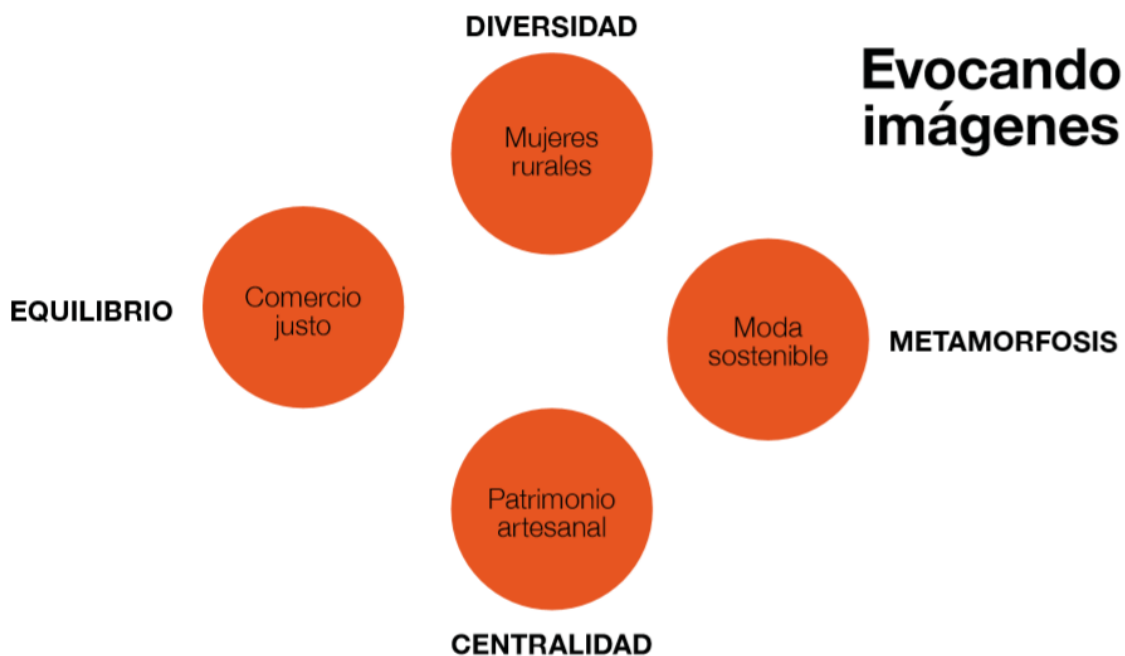 DIVERSIDAD
Evocando
imágenes
Mujeres
rurales
EQUILIBRIO
Comercio
justo
Moda
sostenible
METAMORFOSIS
Patrimonio
artesanal
CENTRALIDAD